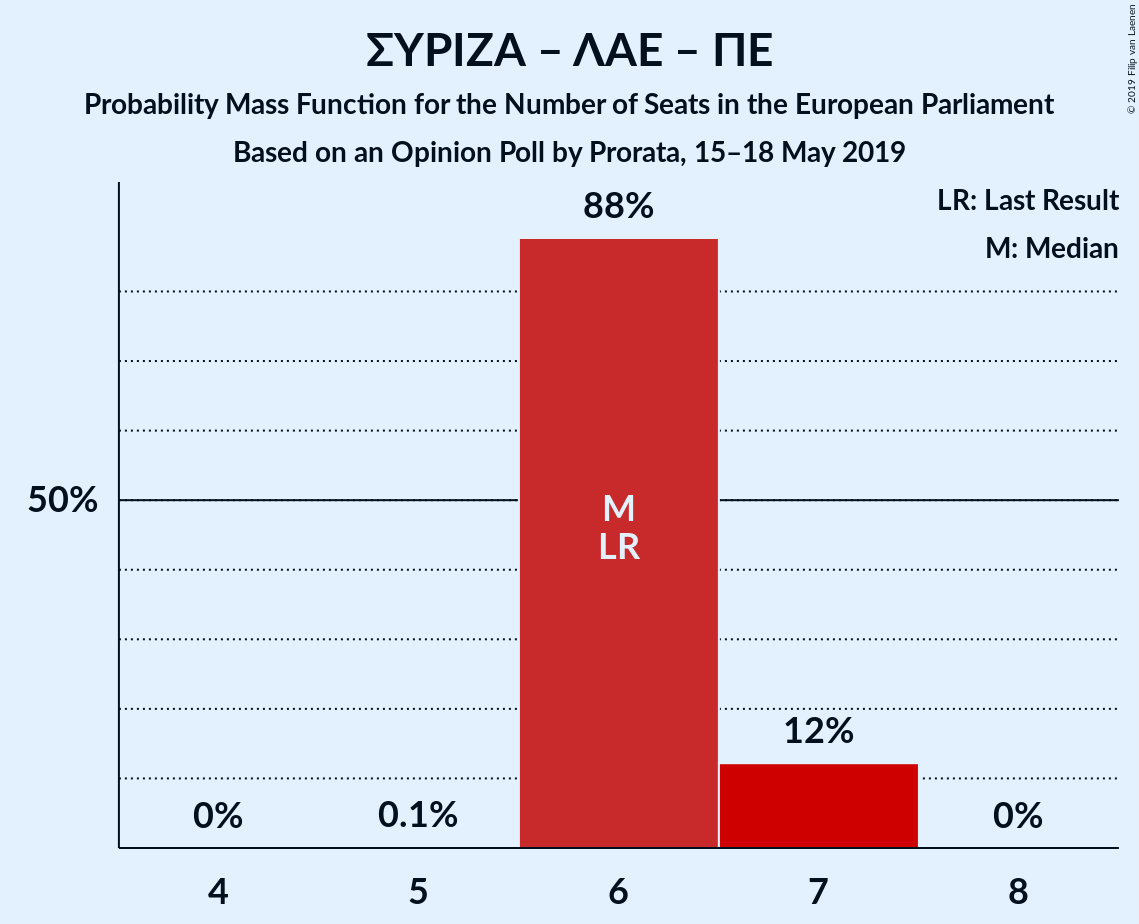 ΣΥΡΙΖΑ – ΛΑΕ – ΠΕ
Probability Mass Function for the Number of Seats in the European Parliament
Based on an Opinion Poll by Prorata, 15–18 May 2019
© 2019 Filip van Laenen
LR: Last Result
M: Median
88%
50%
M
LR
12%
0%
0.1%
0%
4
5
6
7
8